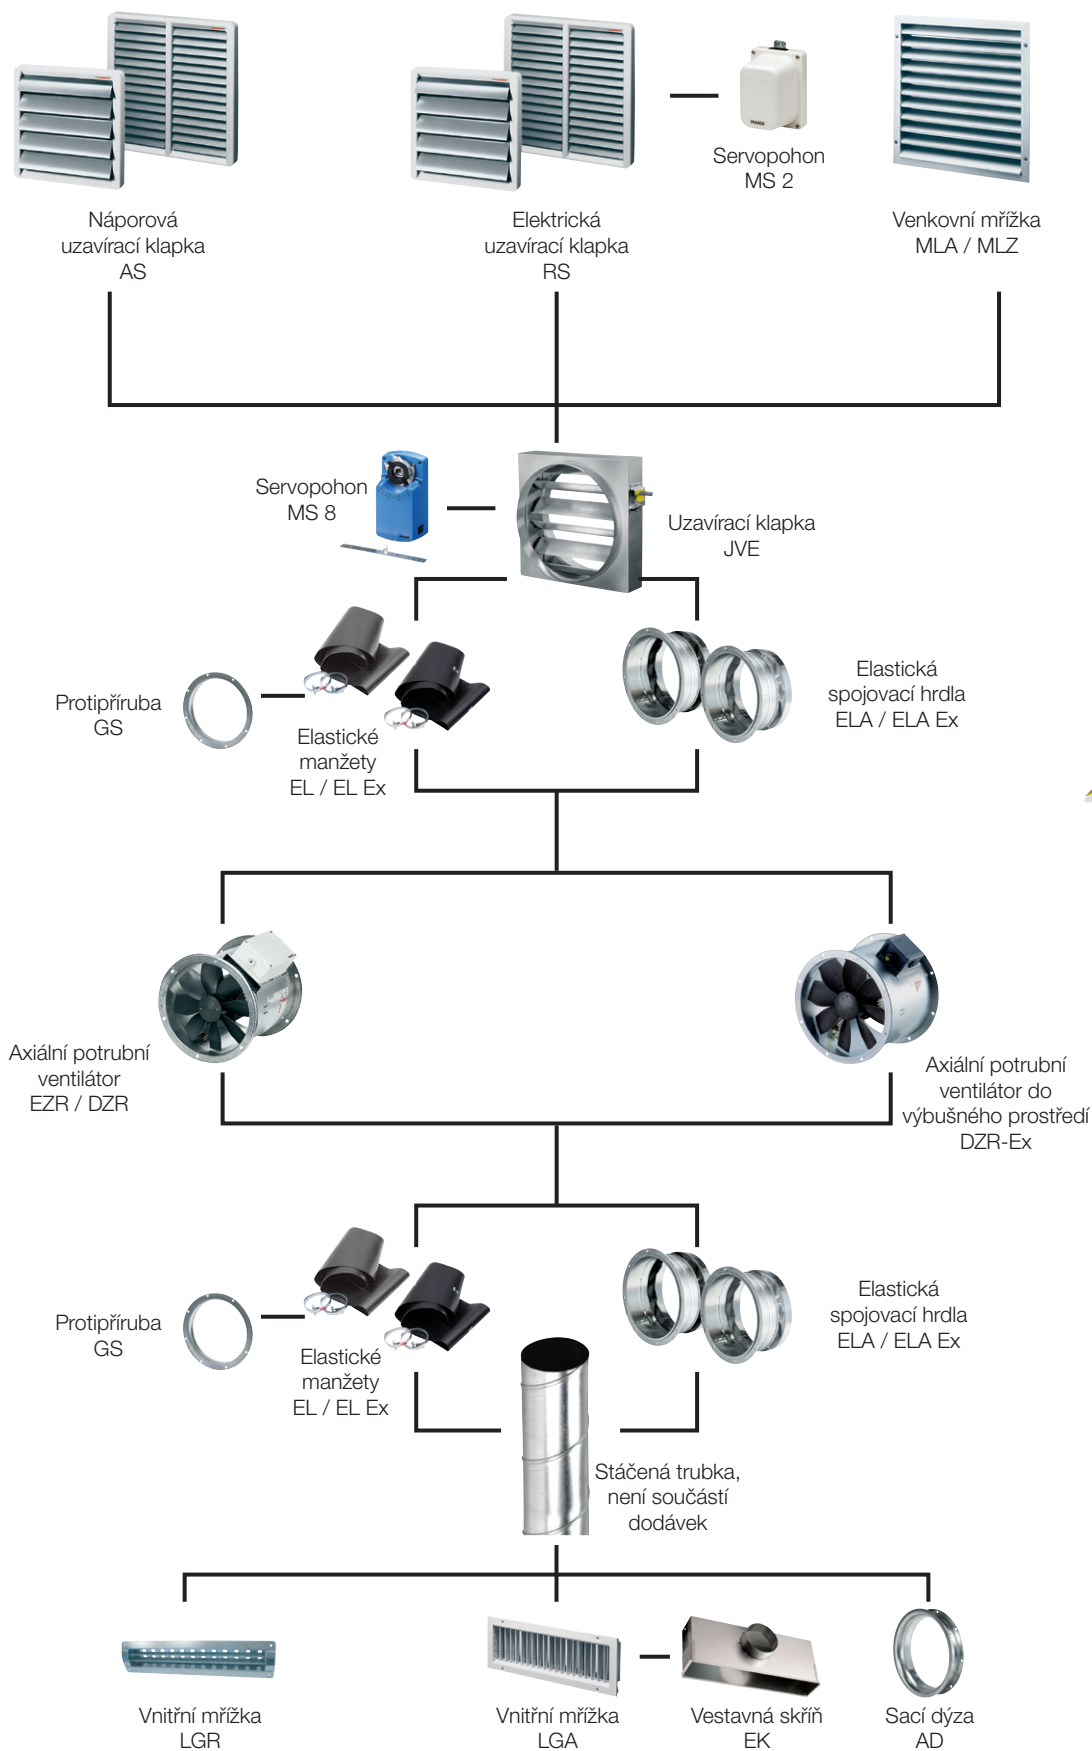 Servopohon
MS 2
Náporová
uzavírací klapka
AS
Elektrická
uzavírací klapka
RS
Venkovní mřížka
MLA / MLZ
Servopohon
MS 8
Uzavírací klapka
JVE
Protipříruba
GS
Elastické
manžety
EL / EL Ex
Elastická
spojovací hrdla
ELA / ELA Ex
Axiální potrubní
ventilátor
EZR / DZR
Axiální potrubní
ventilátor do
výbušného prostředí
DZR-Ex
Protipříruba
GS
Elastické
manžety
EL / EL Ex
Elastická
spojovací hrdla
ELA / ELA Ex
Stáčená trubka,
není součástí
dodávek
Vnitřní mřížka
LGR
Vnitřní mřížka
LGA
Vestavná skříň
EK
Sací dýza
AD